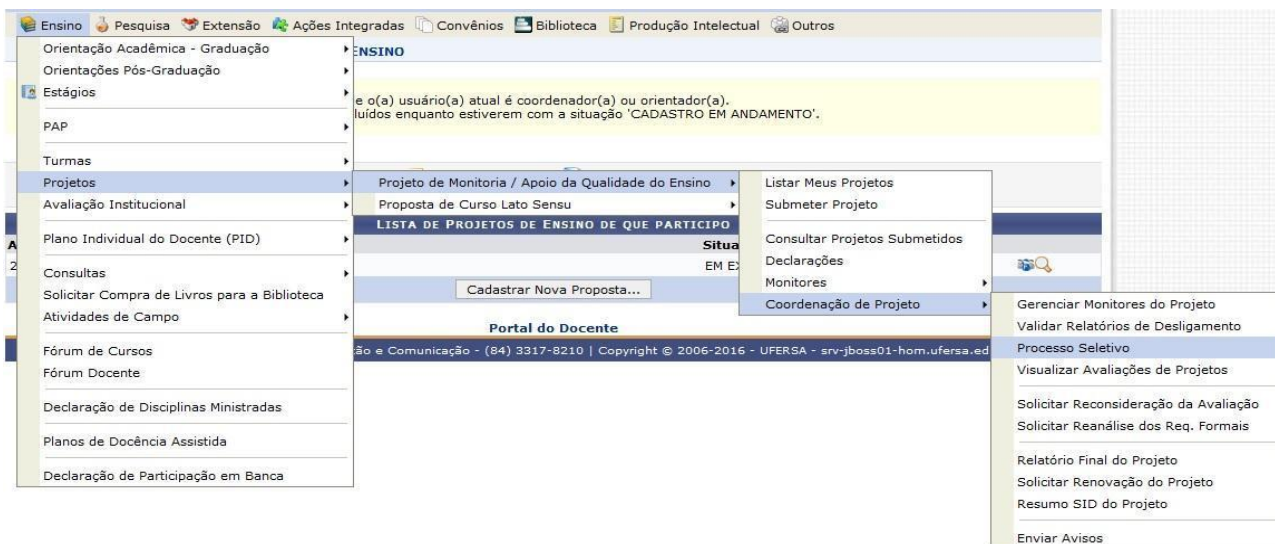 Ensino Pesquisa Extensão Ações Integradas Convênios Biblioteca Produção Intelectual Outros
Orientação Acadêmica - Graduação
ENSINO
Orientações Pós-Graduação
Estágios
e o(a) usuário(a) atual é coordenador(a) ou orientador(a).
luídos enquanto estiverem com a situação 'CADASTRO EM ANDAMENTO'.
PAP
Turmas
Projetos
Avaliação Institucional
Plano Individual do Docente (PID)
Consultas
Solicitar Compra de Livros para a Biblioteca
Atividades de Campo
Fórum de Cursos
Fórum Docente
Declaração de Disciplinas Ministradas
Planos de Docência Assistida
Declaração de Participação em Banca
Projeto de Monitoria / Apoio da Qualidade do Ensino
Proposta de Curso Lato Sensu
LISTA DE PROJETOS DE ENSINO DE QUE PARTICIPO
A
Situa
2
EM E
Cadastrar Nova Proposta...
Portal do Docente
ão e Comunicação - (84) 3317-8210 | Copyright © 2006-2016 - UFERSA - srv-jboss01-hom.ufersa.ed
Listar Meus Projetos
Submeter Projeto
Consultar Projetos Submetidos
Declarações
Monitores
Coordenação de Projeto
Gerenciar Monitores do Projeto
Validar Relatórios de Desligamento
Processo Seletivo
Visualizar Avaliações de Projetos
Solicitar Reconsideração da Avaliação
Solicitar Reanálise dos Req. Formais
Relatório Final do Projeto
Solicitar Renovação do Projeto
Resumo SID do Projeto
Enviar Avisos